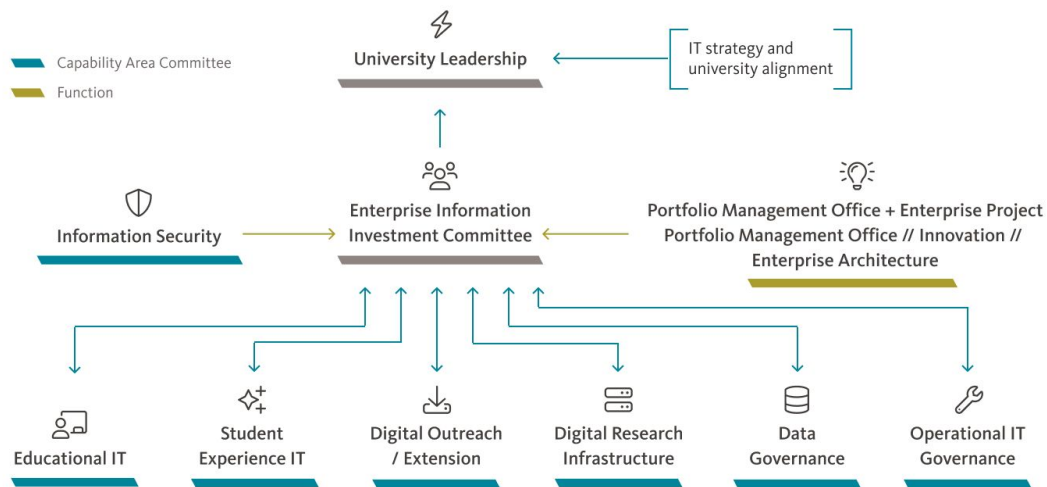 University Leadership
IT strategy and
university alignment
Capability Area Committee
Function
Information Security
Enterprise Information
Investment Committee
Portfolio Management Office + Enterprise Project
Portfolio Management Office // Innovation //
Enterprise Architecture
Educational IT
Student
Experience IT
Digital Outreach
/ Extension
Digital Research
Infrastructure
Data
Governance
Operational IT
Governance